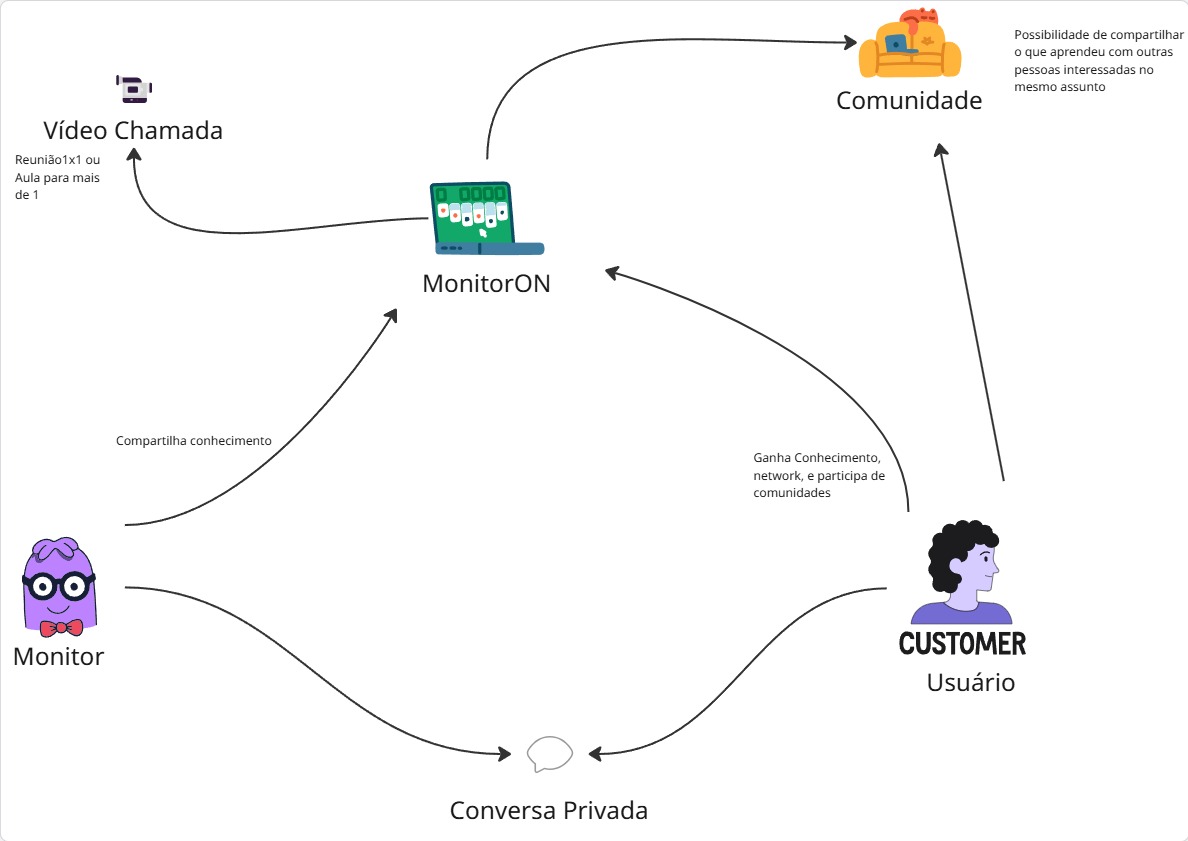 Possibilidade de compartilhar
o que aprendeu com outras
pessoas interessadas no
mesmo assunto
Comunidade
Vídeo Chamada
Reunião1x1 ou
Aula para mais
de 1
MonitorON
Compartilha conhecimento
Ganha Conhecimento,
network, e participa de
comunidades
Monitor
CUSTOMER
Usuário
Conversa Privada